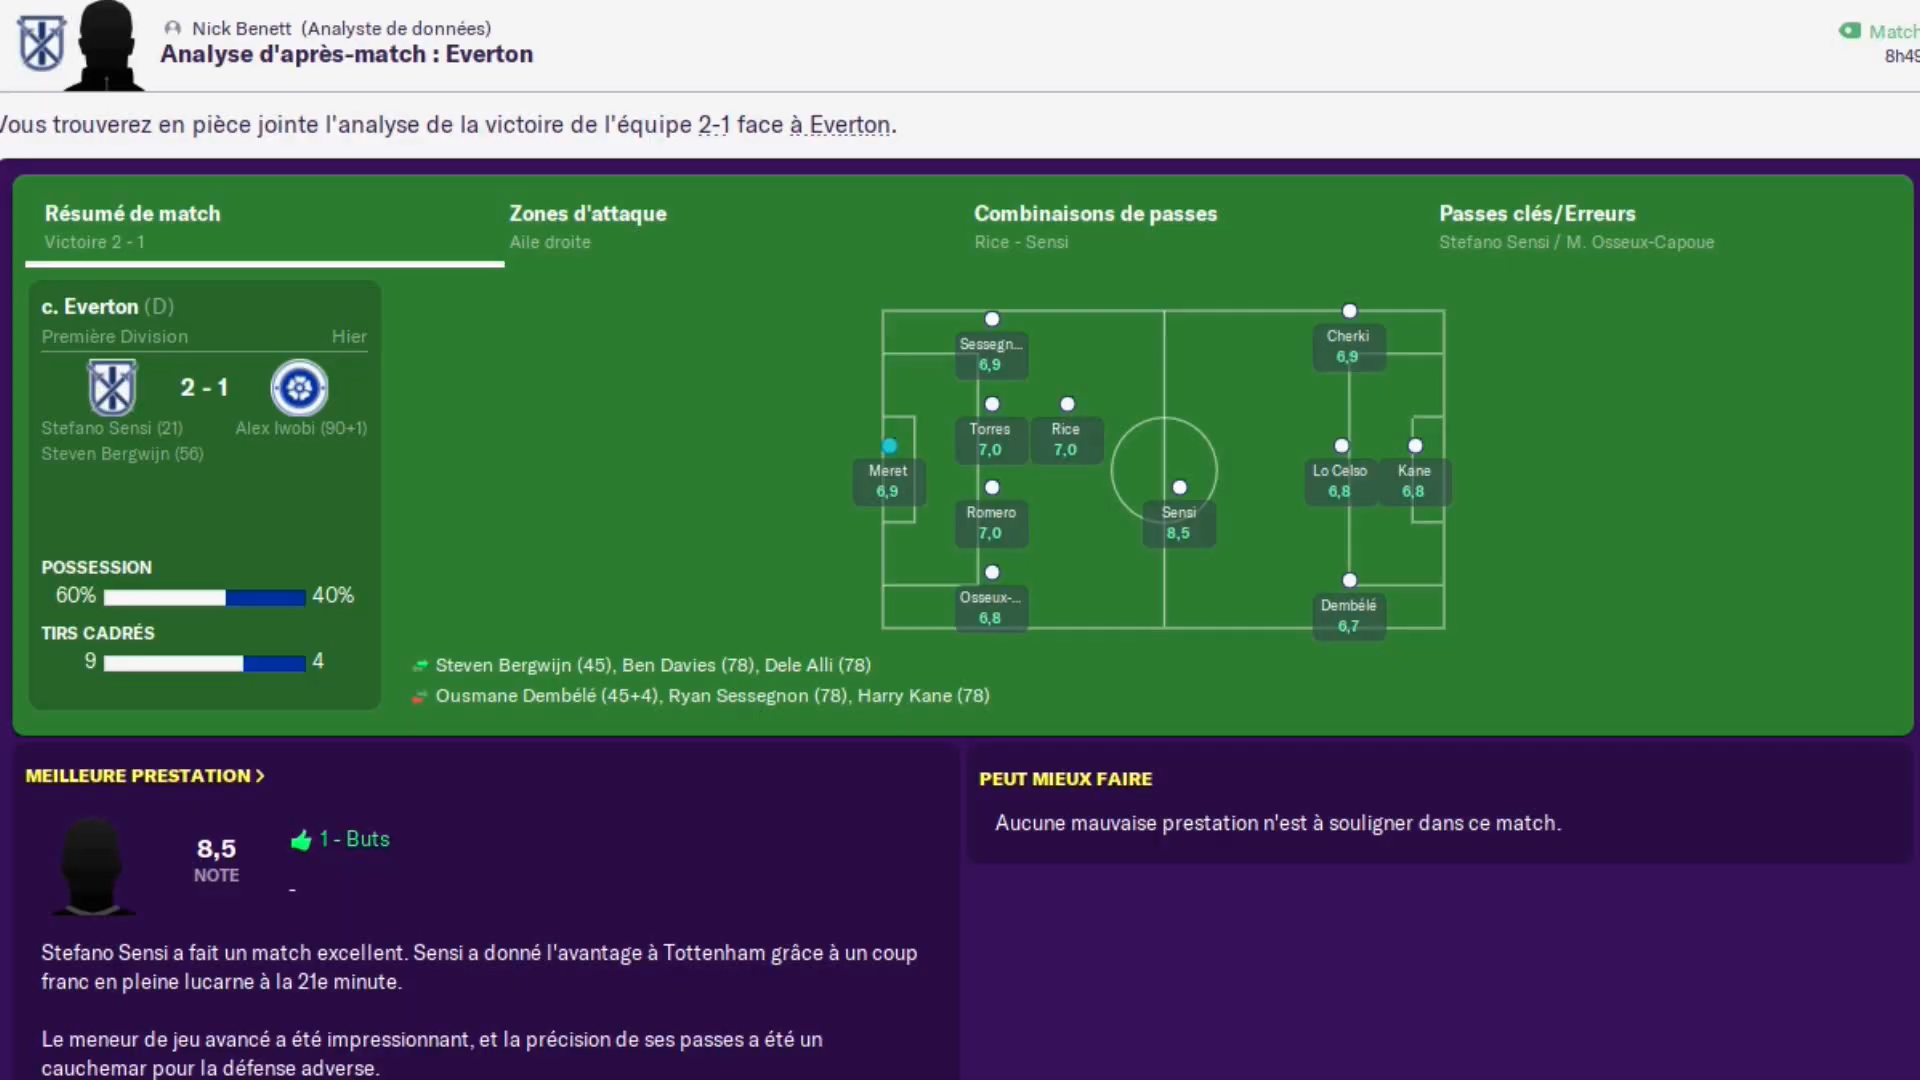 Nick Benett (Analyste de données)
Analyse d'après-match : Everton
Match
8h49
Vous trouverez en pièce jointe l'analyse de la victoire de l'équipe 2-1 face à Everton.
Résumé de match
Victoire 2 - 1
Zones d'attaque
Aile droite
Combinaisons de passes
Rice - Sensi
Passes clés/Erreurs
Stefano Sensi / M. Osseux-Capoue
c. Everton (D)
Première Division Hier
2 - 1
Stefano Sensi (21) Alex Iwobi (90+1)
Steven Bergwijn (56)
POSSESSION
60% 40%
TIRS CADRÉS
9 4
Sessegn...
6,9
Cherki
6,9
Torres
7,0
Rice
7,0
Meret
6,9
Lo Celso
6,8
Kane
6,8
Romero
7,0
Sensi
8,5
Osseux-...
6,8
Dembélé
6,7
Steven Bergwijn (45), Ben Davies (78), Dele Alli (78)
Ousmane Dembélé (45+4), Ryan Sessegnon (78), Harry Kane (78)
MEILLEURE PRESTATION >
8,5
NOTE
1 - Buts
-
Stefano Sensi a fait un match excellent. Sensi a donné l'avantage à Tottenham grâce à un coup
franc en pleine lucarne à la 21e minute.
Le meneur de jeu avancé a été impressionnant, et la précision de ses passes a été un
cauchemar pour la défense adverse.
PEUT MIEUX FAIRE
Aucune mauvaise prestation n'est à souligner dans ce match.